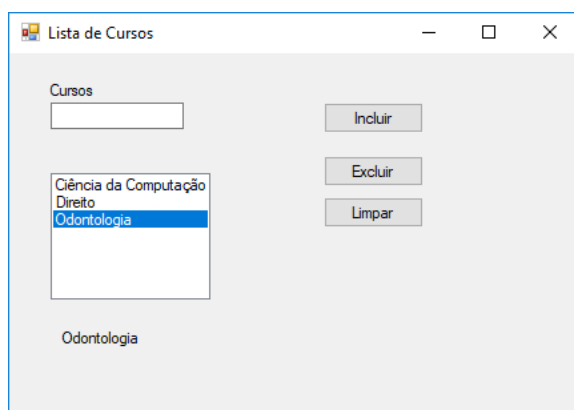 Lista de Cursos
Cursos
Incluir
Ciência da Computação
Direito
Odontologia
Excluir
Limpar
Odontologia